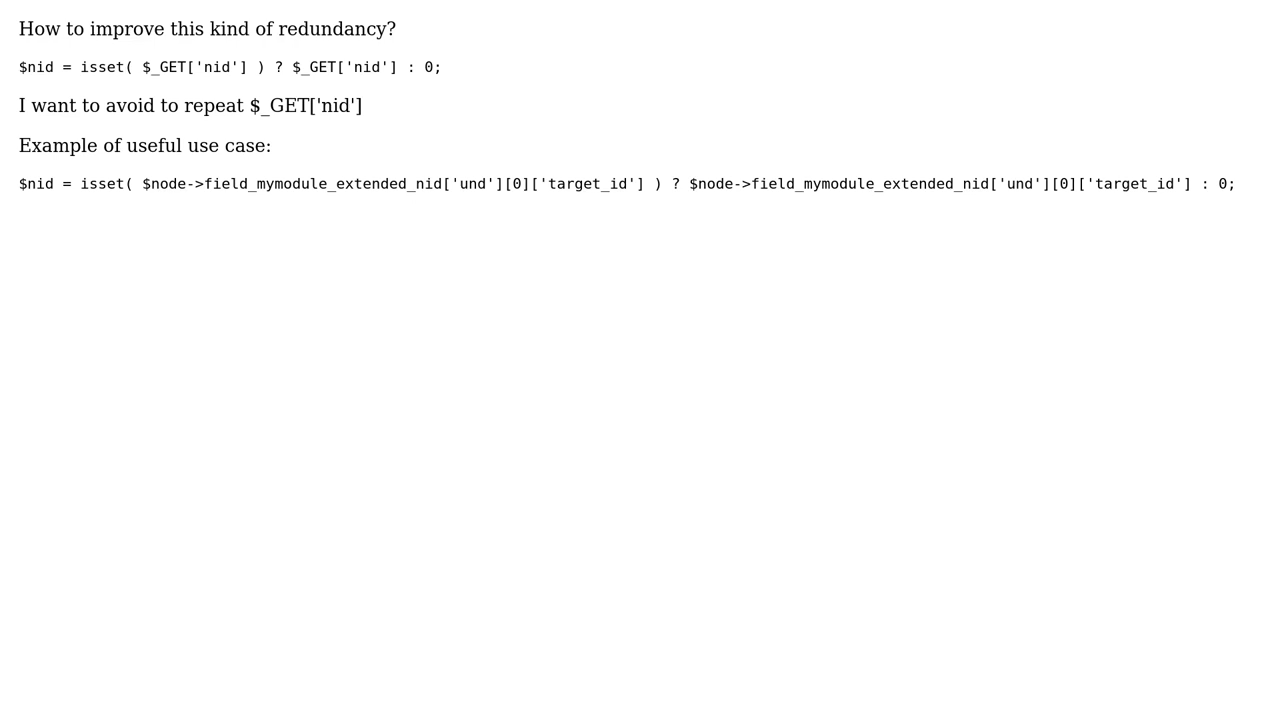 How to improve this kind of redundancy?
$nid = isset( $_GET['nid'] ) ? $_GET['nid'] : 0;
I want to avoid to repeat $_GET['nid']
Example of useful use case:
$nid = isset( $node->field_mymodule_extended_nid['und'][0]['target_id'] ) ? $node->field_mymodule_extended_nid['und'][0]['target_id'] : 0;